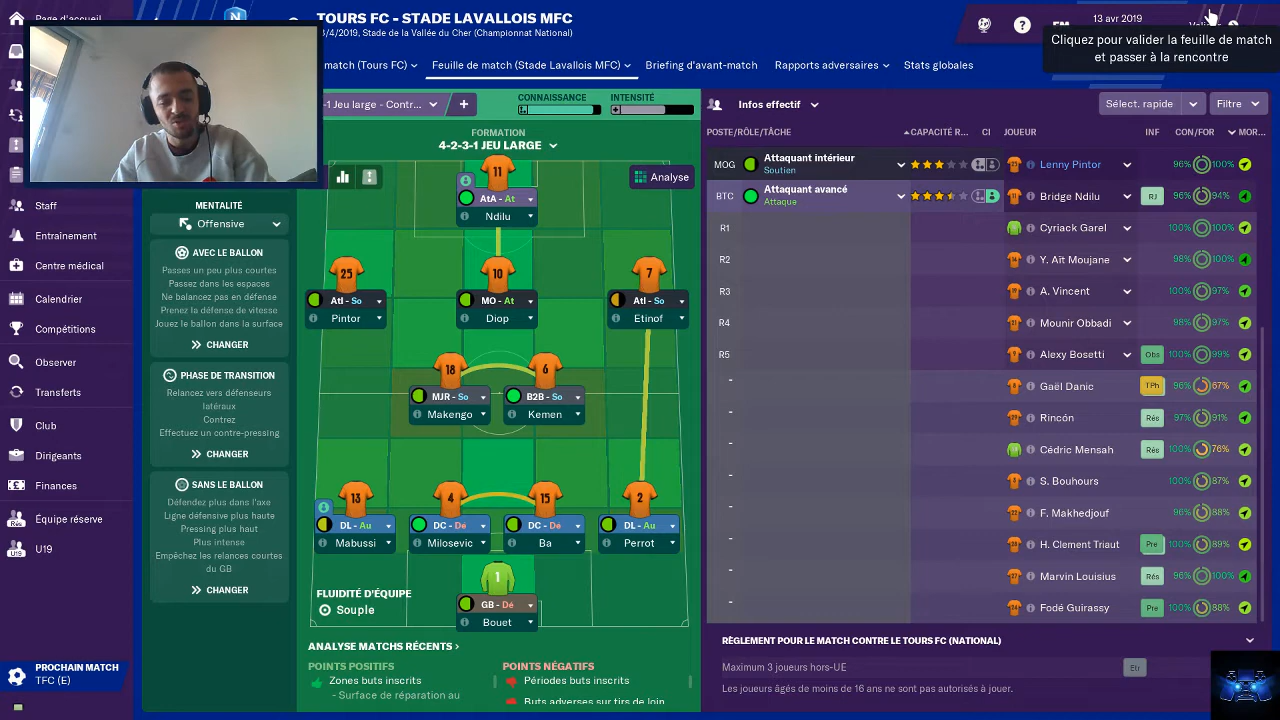 Page d'accueil
TOURS FC - STADE LAVALLOIS MFC
3/4/2019, Stade de la Vallée du Cher (Championnat National)
FM
13 avr 2019
Cliquez pour valider la feuille de match
et passer à la rencontre
match (Tours FC)
Feuille de match (Stade Lavallois MFC)
Briefing d'avant-match
Rapports adversaires
Stats globales
-1 Jeu large - Contr...
+
CONNAISSANCE
INTENSITÉ
Infos effectif
Sélect. rapide
Filtre
FORMATION
4-2-3-1 JEU LARGE
Analyse
POSTE/RÔLE/TÂCHE
CAPACITÉ R...
CI
JOUEUR
INF
CON/FOR
MOR...
MOG
Attaquant intérieur
Soutien
Lenny Pintor
96%
100%
BTC
Attaquant avancé
Attaque
Bridge Ndilu
RJ
96%
94%
R1
Cyriack Garel
100%
100%
R2
Y. Aït Moujane
98%
100%
R3
A. Vincent
100%
97%
R4
Mounir Obbadi
98%
97%
R5
Alexy Bosetti
Obs
100%
99%
-
Gaël Danic
TPh
96%
67%
-
Rincón
Rés
97%
91%
-
Cédric Mensah
Rés
100%
76%
-
S. Bouhours
100%
87%
-
F. Makhedjouf
96%
88%
-
H. Clement Triaut
Pre
100%
89%
-
Marvin Louisius
Rés
96%
100%
-
Fodé Guirassy
Pre
100%
88%
RÈGLEMENT POUR LE MATCH CONTRE LE TOURS FC (NATIONAL)
Maximum 3 joueurs hors-UE
Etr
Les joueurs âgés de moins de 16 ans ne sont pas autorisés à jouer.
Staff
Entraînement
Centre médical
Calendrier
Compétitions
Observer
Transferts
Club
Dirigeants
Finances
Équipe réserve
U19
PROCHAIN MATCH
TFC (E)
MENTALITÉ
Offensive
AVEC LE BALLON
Passes un peu plus courtes
Passez dans les espaces
Ne balancez pas en défense
Prenez la défense de vitesse
Jouez le ballon dans la surface
CHANGER
PHASE DE TRANSITION
Relancez vers défenseurs
latéraux
Contrez
Effectuez un contre-pressing
CHANGER
SANS LE BALLON
Défendez plus dans l'axe
Ligne défensive plus haute
Pressing plus haut
Plus intense
Empêchez les relances courtes
du GB
CHANGER
11
AtA - At
Ndilu
25
AtI - So
Pintor
10
MO - At
Diop
7
AtI - So
Etinof
18
MJR - So
Makengo
6
B2B - So
Kemen
13
DL - Au
Mabussi
4
DC - Dé
Milosevic
15
DC - Dé
Ba
2
DL - Au
Perrot
1
GB - Dé
Bouet
FLUIDITÉ D'ÉQUIPE
Souple
ANALYSE MATCHS RÉCENTS
POINTS POSITIFS
Zones buts inscrits
- Surface de réparation au
POINTS NÉGATIFS
Périodes buts inscrits
Buts adverses sur tirs de loin